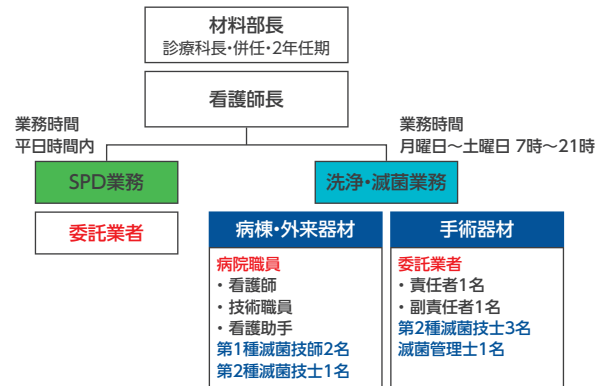 材料部長
診療科長・併任・2年任期
看護師長
業務時間
平日時間内
業務時間
月曜日～土曜日 7時～21時
SPD業務
洗浄・滅菌業務
委託業者
病棟・外来器材
病院職員
・看護師
・技術職員
・看護助手
第1種滅菌技師2名
第2種滅菌技士1名
手術器材
委託業者
・責任者1名
・副責任者1名
第2種滅菌技士3名
滅菌管理士1名